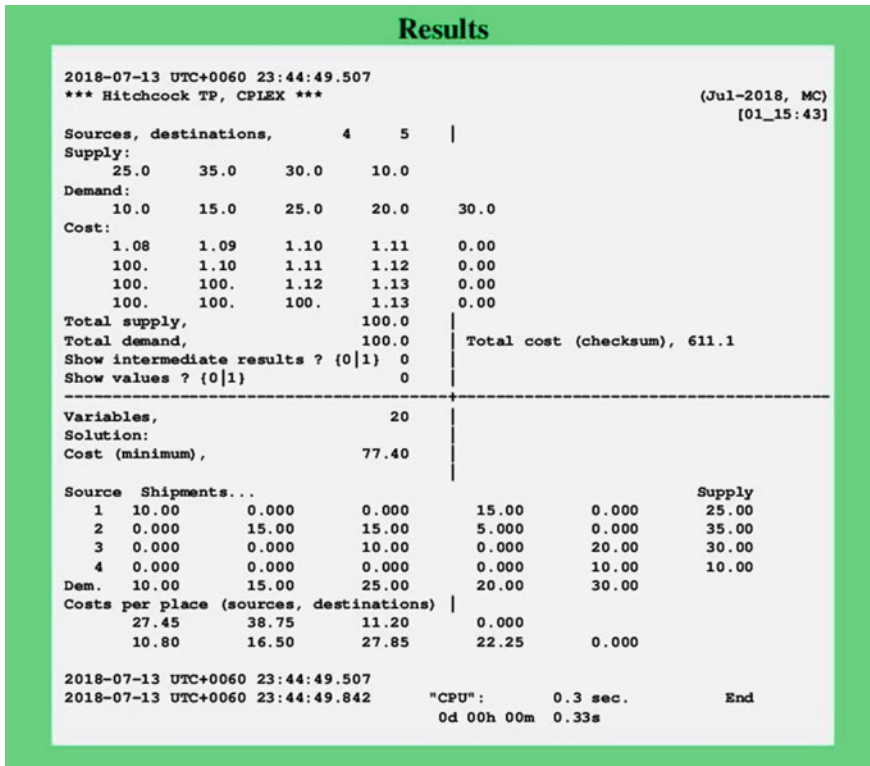 Results
2018-07-13 UTC+0060 23:44:49.507
*** Hitchcock TP, CPLEX *** (Jul-2018, MC)
[01_15:43]
Sources, destinations, 4 5 |
Supply:
25.0 35.0 30.0 10.0
Demand:
10.0 15.0 25.0 20.0 30.0
Cost:
1.08 1.09 1.10 1.11 0.00
100. 1.10 1.11 1.12 0.00
100. 100. 1.12 1.13 0.00
100. 100. 100. 1.13 0.00
Total supply, 100.0 |
Total demand, 100.0 | Total cost (checksum), 611.1
Show intermediate results ? {0|1} 0 |
Show values ? {0|1} 0 |
Variables, 20 |
Solution: |
Cost (minimum), 77.40 |
Source Shipments... Supply
1 10.00 0.000 0.000 15.00 0.000 25.00
2 0.000 15.00 15.00 5.000 0.000 35.00
3 0.000 0.000 10.00 0.000 20.00 30.00
4 0.000 0.000 0.000 0.000 10.00 10.00
Dem. 10.00 15.00 25.00 20.00 30.00
Costs per place (sources, destinations) |
27.45 38.75 11.20 0.000
10.80 16.50 27.85 22.25 0.000
2018-07-13 UTC+0060 23:44:49.507
2018-07-13 UTC+0060 23:44:49.842 "CPU": 0.3 sec. End
0d 00h 00m 0.33s